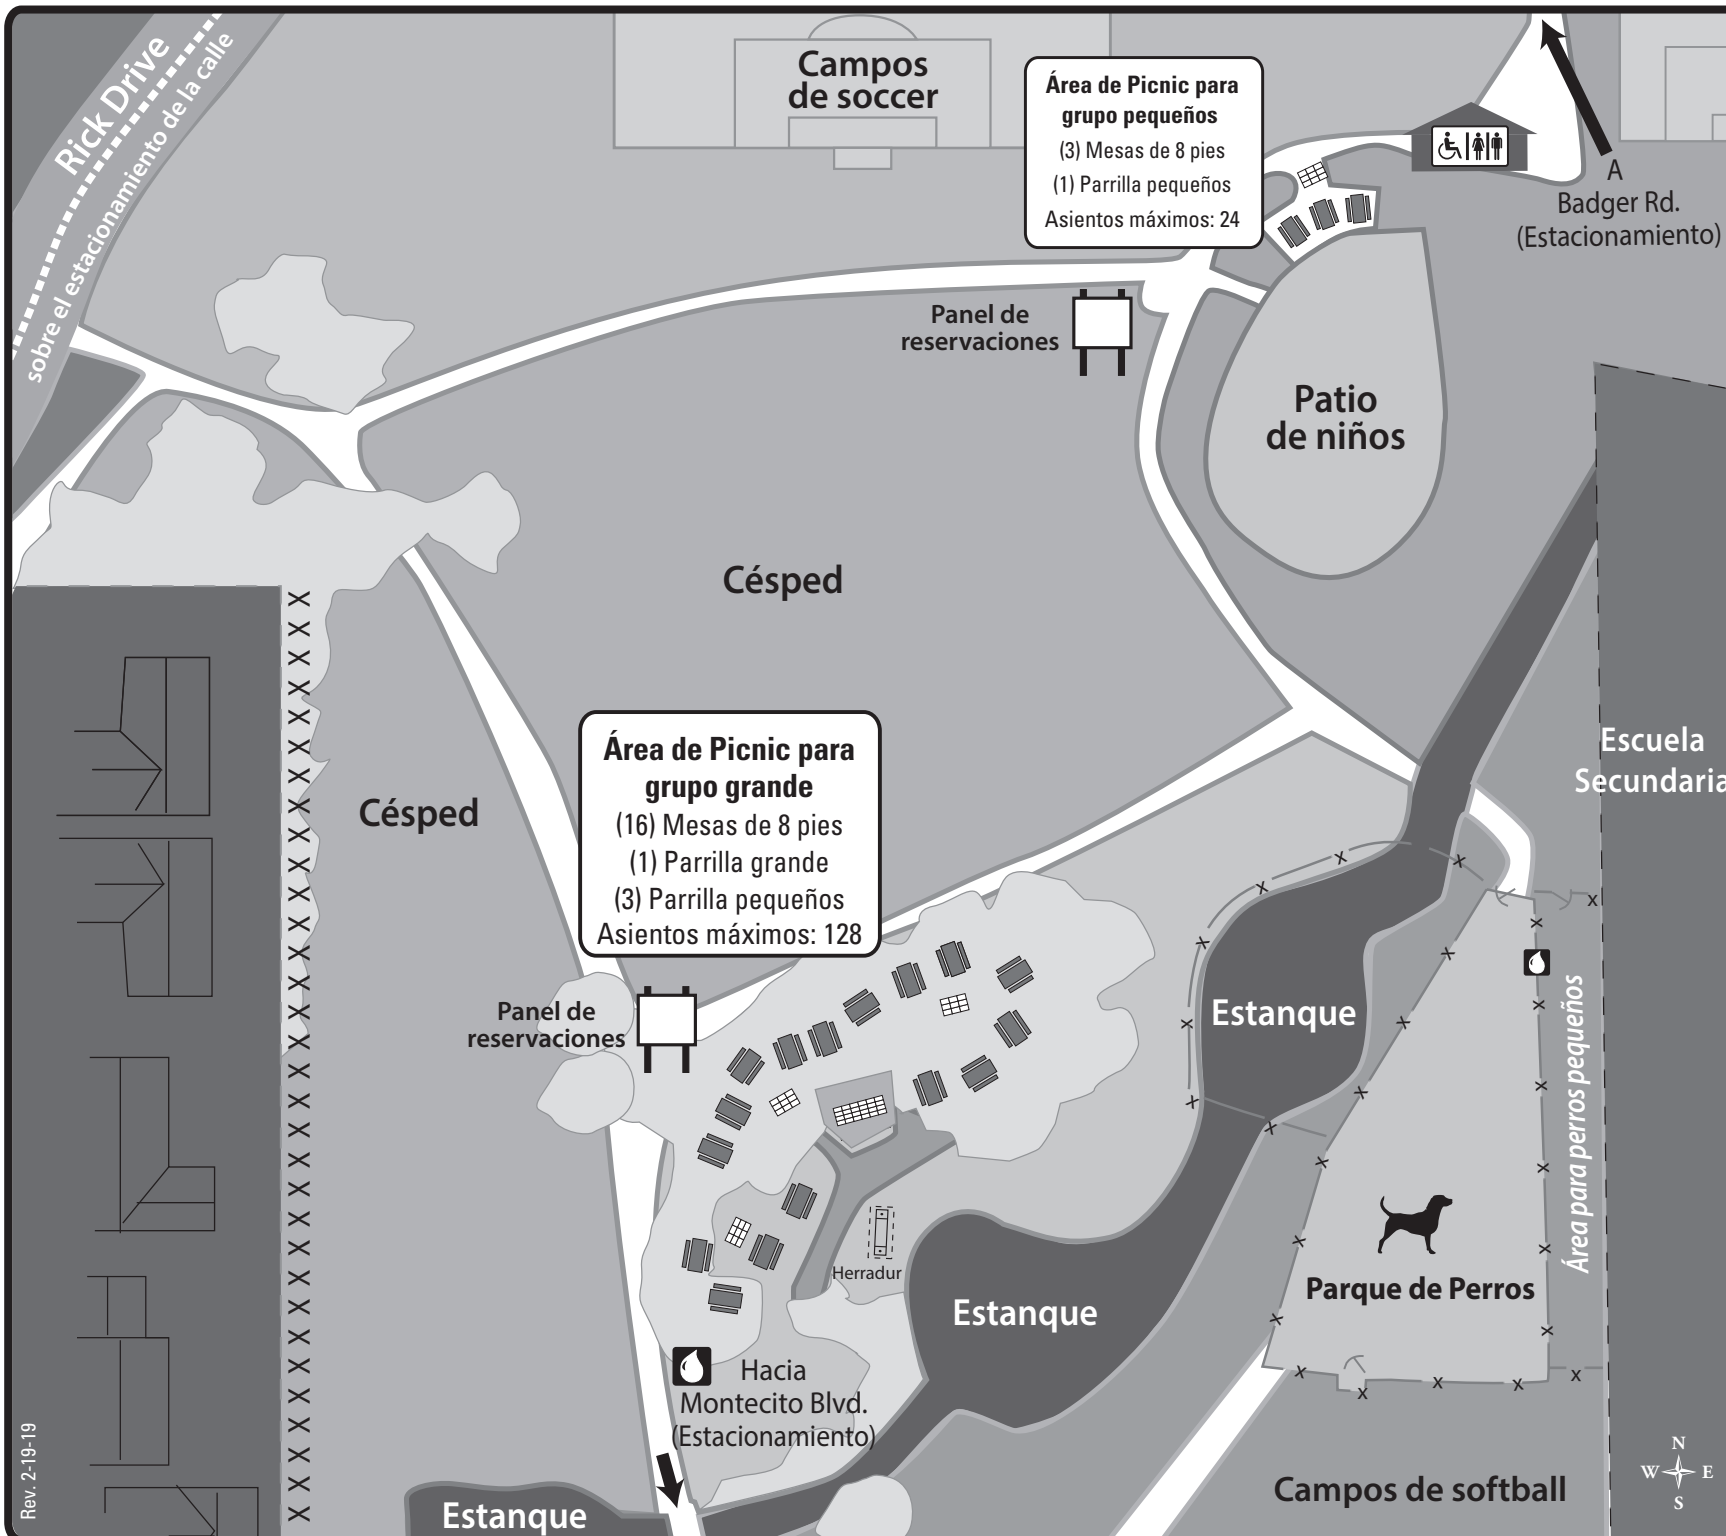 Rick Drive
sobre el estacionamiento de la calle
Campos
de soccer
Área de Picnic para
grupo pequeños
(3) Mesas de 8 pies
(1) Parrilla pequeños
Asientos máximos: 24
A
Badger Rd.
(Estacionamiento)
Panel de
reservaciones
Patio
de niños
Césped
Escuela
Secundaria
Área de Picnic para
grupo grande
(16) Mesas de 8 pies
(1) Parrilla grande
(3) Parrilla pequeños
Asientos máximos: 128
Césped
Panel de
reservaciones
Estanque
Área para perros pequeños
Herradur
Parque de Perros
Estanque
Hacia
Montecito Blvd.
(Estacionamiento)
Estanque
Campos de softball
N
W E
S
Rev. 2-19-19